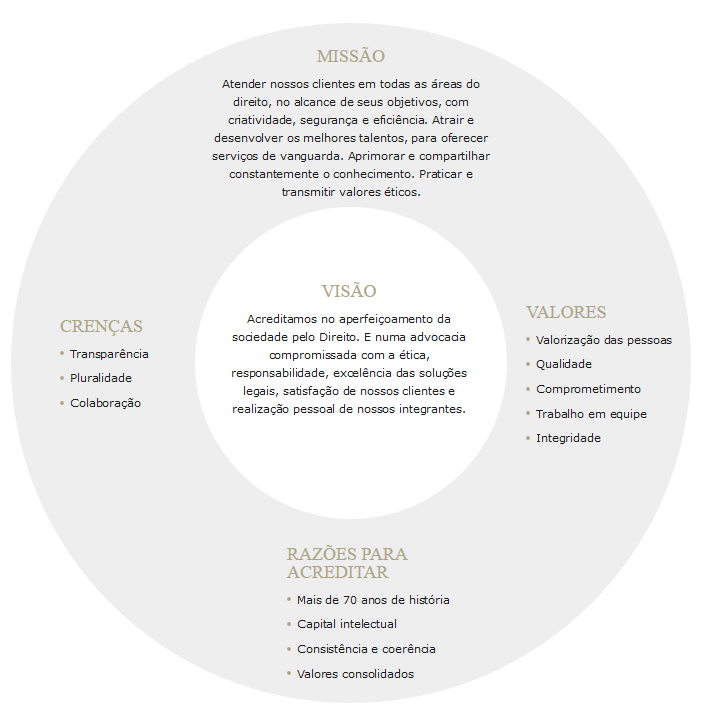 MISSÃO
Atender nossos clientes em todas as áreas do
direito, no alcance de seus objetivos, com
criatividade, segurança e eficiência. Atrair e
desenvolver os melhores talentos, para oferecer
serviços de vanguarda. Aprimorar e compartilhar
constantemente o conhecimento. Praticar e
transmitir valores éticos.
VISÃO
Acreditamos no aperfeiçoamento da
sociedade pelo Direito. E numa advocacia
compromissada com a ética,
responsabilidade, excelência das soluções
legais, satisfação de nossos clientes e
realização pessoal de nossos integrantes.
CRENÇAS
• Transparência
• Pluralidade
• Colaboração
VALORES
• Valorização das pessoas
• Qualidade
• Comprometimento
• Trabalho em equipe
• Integridade
RAZÕES PARA
ACREDITAR
• Mais de 70 anos de história
• Capital intelectual
• Consistência e coerência
• Valores consolidados